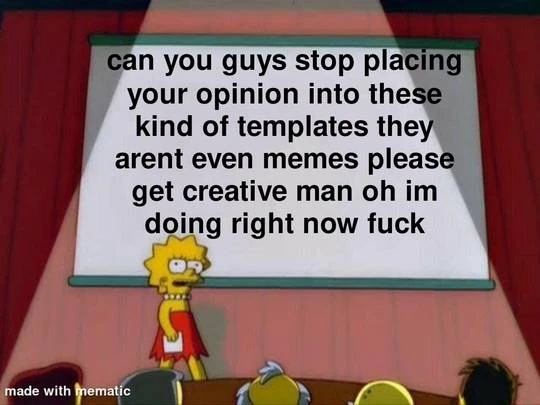 can you guys stop placing
your opinion into these
kind of templates they
arent even memes please
get creative man oh im
doing right now fuck
made with mematic